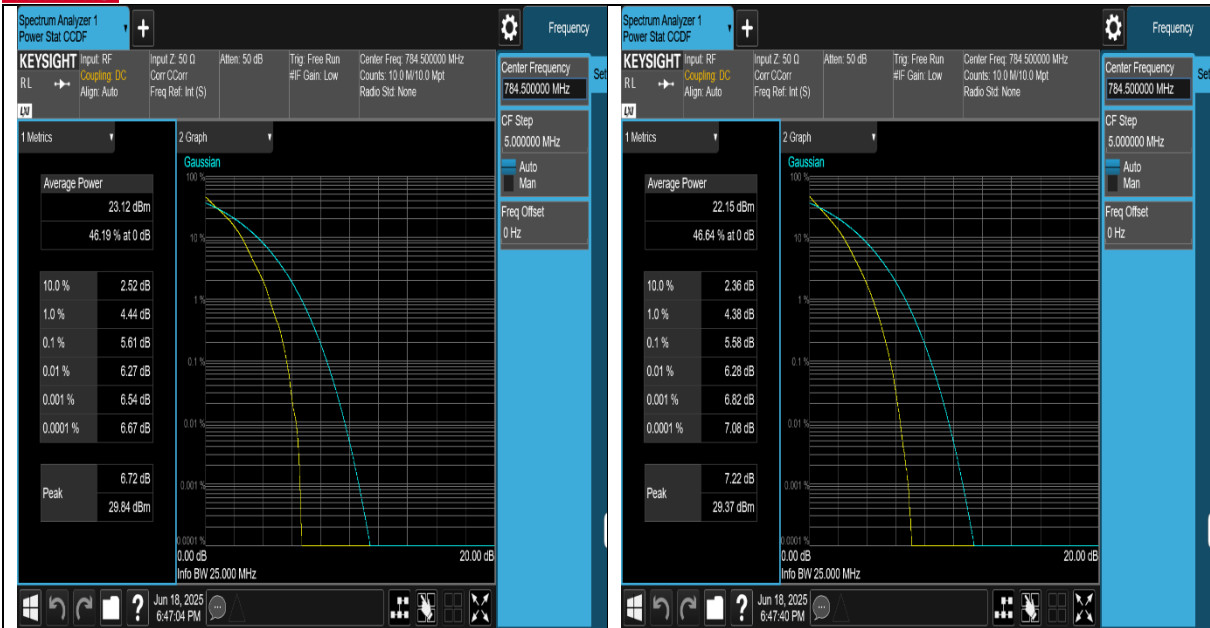 Spectrum Analyzer 1
Power Stat CCDF
+
Frequency
KEYSIGHT
RL
LXI
Input: RF
Coupling: DC
Align: Auto
Input Z: 50 Ω
Corr CCorr
Freq Ref: Int (S)
Atten: 50 dB
Trig: Free Run
#IF Gain: Low
Center Freq: 784.500000 MHz
Counts: 10.0 M/10.0 Mpt
Radio Std: None
Center Frequency
784.500000 MHz
Set
CF Step
5.000000 MHz
Auto
Man
Freq Offset
0 Hz
1 Metrics
Average Power
23.12 dBm
46.19 % at 0 dB
10.0 % 2.52 dB
1.0 % 4.44 dB
0.1 % 5.61 dB
0.01 % 6.27 dB
0.001 % 6.54 dB
0.0001 % 6.67 dB
Peak
6.72 dB
29.84 dBm
2 Graph
Gaussian
100 %
10 %
1 %
0.1 %
0.01 %
0.001 %
0.0001 %
0.00 dB 20.00 dB
Info BW 25.000 MHz
?
Jun 18, 2025
6:47:04 PM
Spectrum Analyzer 1
Power Stat CCDF
+
Frequency
KEYSIGHT
RL
LXI
Input: RF
Coupling: DC
Align: Auto
Input Z: 50 Ω
Corr CCorr
Freq Ref: Int (S)
Atten: 50 dB
Trig: Free Run
#IF Gain: Low
Center Freq: 784.500000 MHz
Counts: 10.0 M/10.0 Mpt
Radio Std: None
Center Frequency
784.500000 MHz
Set
CF Step
5.000000 MHz
Auto
Man
Freq Offset
0 Hz
1 Metrics
Average Power
22.15 dBm
46.64 % at 0 dB
10.0 % 2.36 dB
1.0 % 4.38 dB
0.1 % 5.58 dB
0.01 % 6.28 dB
0.001 % 6.82 dB
0.0001 % 7.08 dB
Peak
7.22 dB
29.37 dBm
2 Graph
Gaussian
100 %
10 %
1 %
0.1 %
0.01 %
0.001 %
0.0001 %
0.00 dB 20.00 dB
Info BW 25.000 MHz
?
Jun 18, 2025
6:47:40 PM